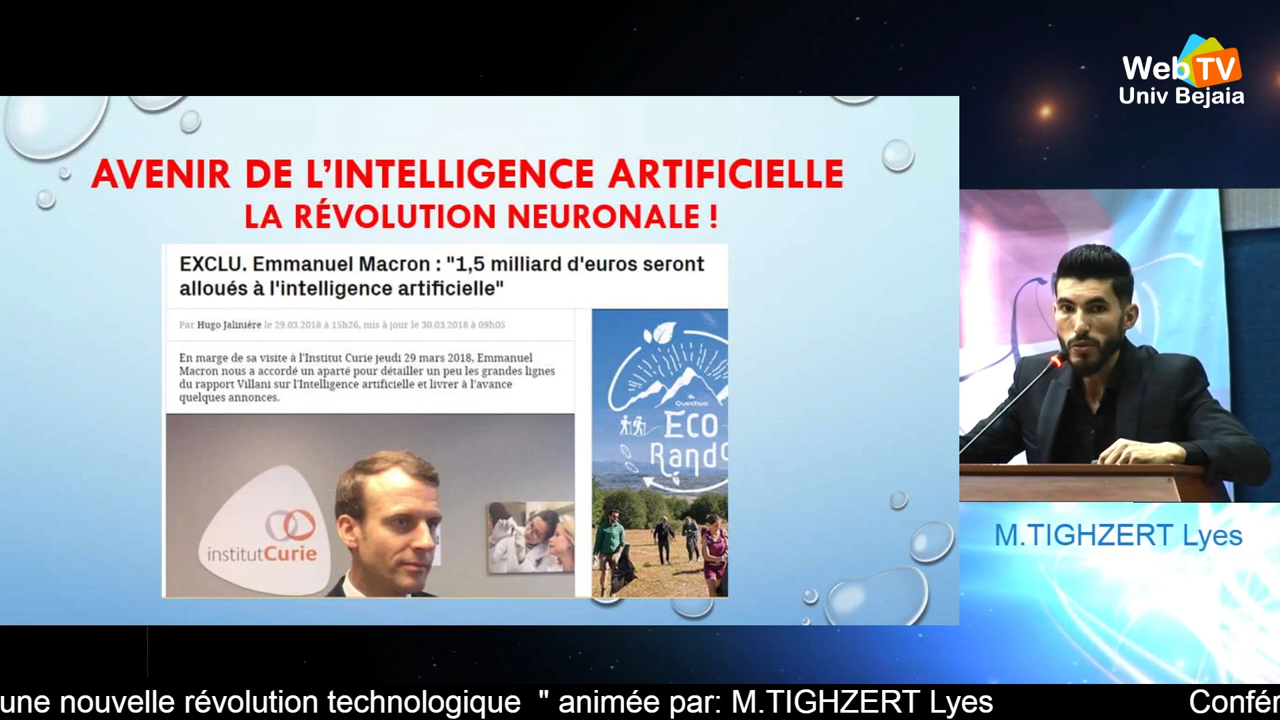 Web TV
Univ Bejaia
AVENIR DE L'INTELLIGENCE ARTIFICIELLE
LA RÉVOLUTION NEURONALE !
EXCLU. Emmanuel Macron : "1,5 milliard d'euros seront
alloués à l'intelligence artificielle"
Par Hugo Jalinière le 29.03.2018 à 15h26, mis à jour le 30.03.2018 à 09h05
En marge de sa visite à l'Institut Curie jeudi 29 mars 2018, Emmanuel
Macron nous a accordé un aparté pour détailler un peu les grandes lignes
du rapport Villani sur l'Intelligence artificielle et livrer à l'avance
quelques annonces.
institutCurie
Quechua
ECO
Rando
M.TIGHZERT Lyes
une nouvelle révolution technologique " animée par: M.TIGHZERT Lyes
Confér